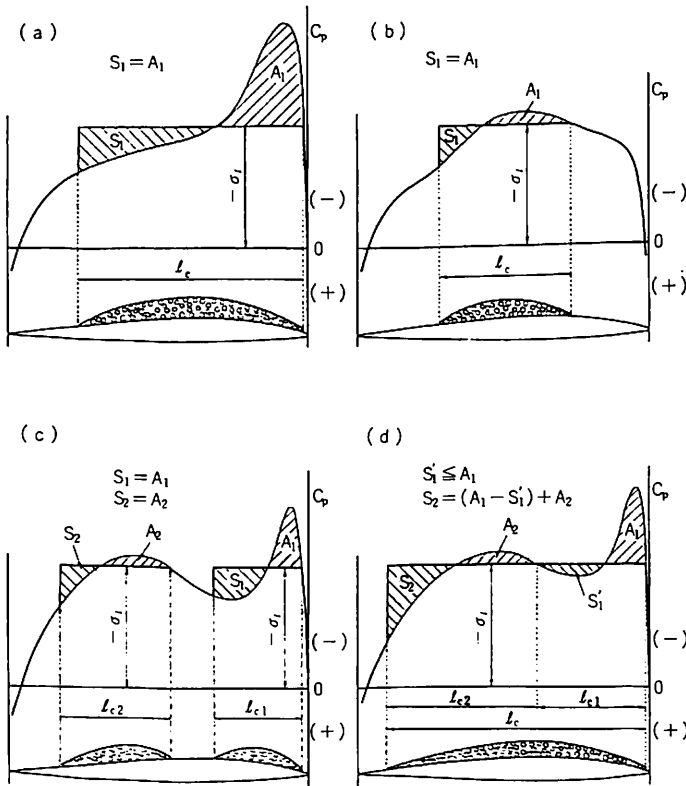 (a)
S₁ = A₁
Cₚ
A₁
S₁
−σ₁
(−)
0
ℓc
(+)
(b)
S₁ = A₁
A₁
Cₚ
S₁
−σ₁
(−)
0
ℓc
(+)
(c)
S₁ = A₁
S₂ = A₂
Cₚ
S₂
A₂
A₁
S₁
−σ₁
−σ₁
(−)
0
ℓc2
ℓc1
(+)
(d)
S₁′ ≦ A₁
S₂ = (A₁ − S₁′) + A₂
Cₚ
A₂
A₁
S₂
S₁′
−σ₁
(−)
0
ℓc2
ℓc1
ℓc
(+)